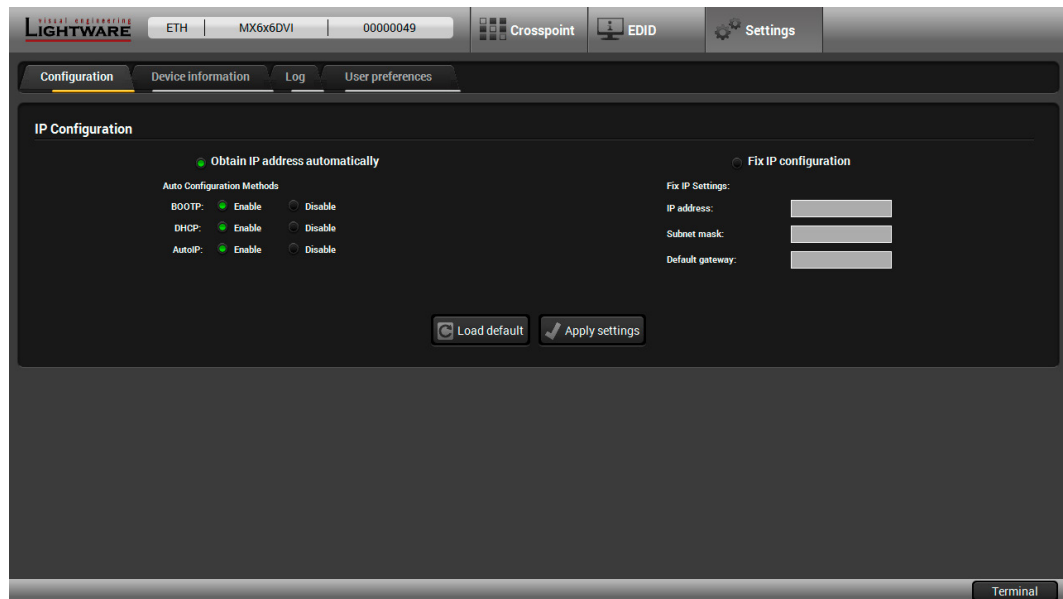 visual engineering
LIGHTWARE
ETH | MX6x6DVI | 00000049
Crosspoint
EDID
Settings
Configuration
Device information
Log
User preferences
IP Configuration
Obtain IP address automatically
Auto Configuration Methods
BOOTP: Enable Disable
DHCP: Enable Disable
AutoIP: Enable Disable
Fix IP configuration
Fix IP Settings:
IP address:
Subnet mask:
Default gateway:
Load default
Apply settings
Terminal